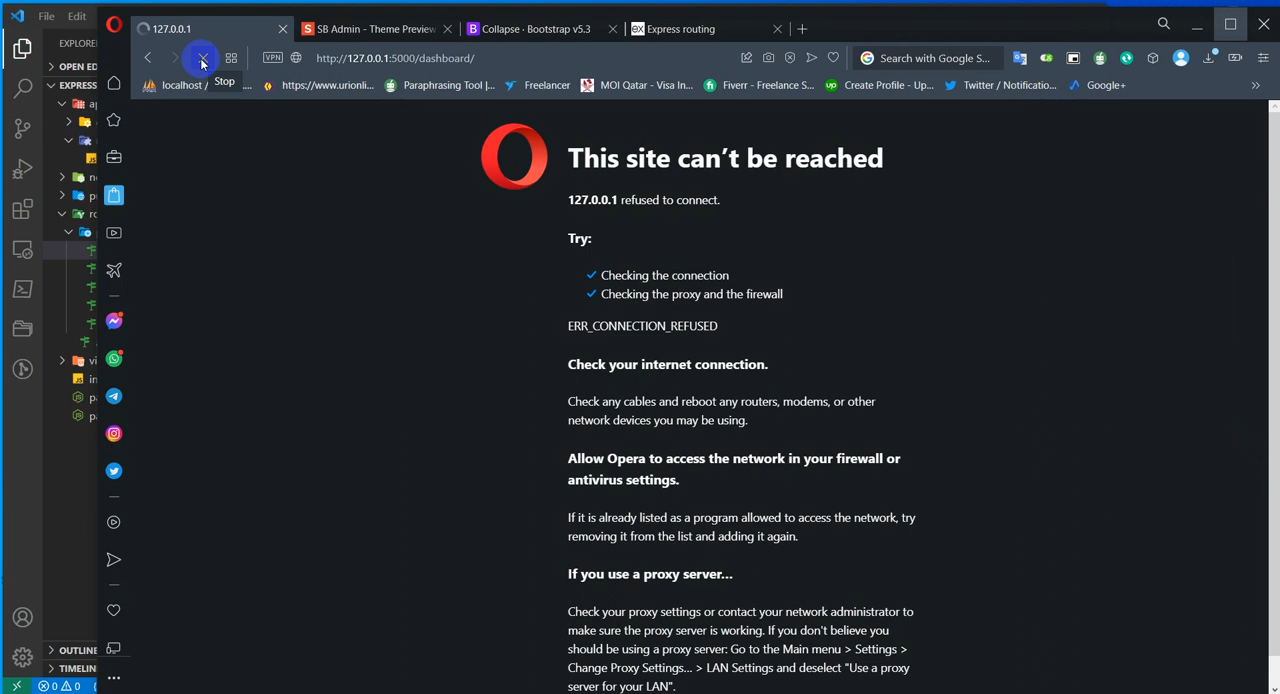 File Edit
127.0.0.1
SB Admin - Theme Preview
B Collapse · Bootstrap v5.3
ex Express routing
Stop
VPN
http://127.0.0.1:5000/dashboard/
Search with Google S...
localhost /
https://www.urionli...
Paraphrasing Tool |...
Freelancer
MOI Qatar - Visa In...
Fiverr - Freelance S...
up Create Profile - Up...
Twitter / Notificatio...
Google+
EXPLORE
OPEN ED
EXPRESS
This site can't be reached
127.0.0.1 refused to connect.
Try:
Checking the connection
Checking the proxy and the firewall
ERR_CONNECTION_REFUSED
Check your internet connection.
Check any cables and reboot any routers, modems, or other
network devices you may be using.
Allow Opera to access the network in your firewall or
antivirus settings.
If it is already listed as a program allowed to access the network, try
removing it from the list and adding it again.
If you use a proxy server...
Check your proxy settings or contact your network administrator to
make sure the proxy server is working. If you don't believe you
should be using a proxy server: Go to the Main menu > Settings >
Change Proxy Settings... > LAN Settings and deselect "Use a proxy
server for your LAN".
OUTLINE
TIMELIN
0 0